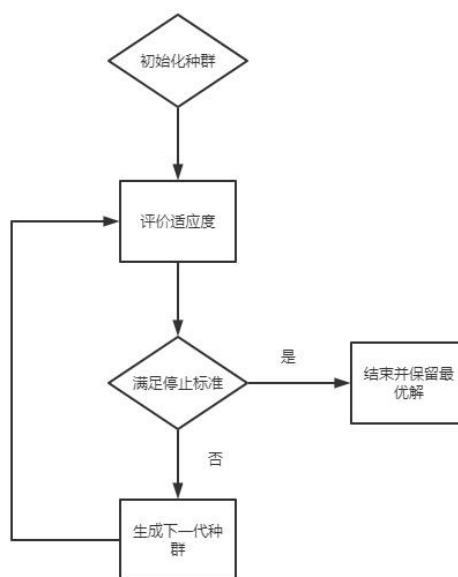 初始化种群
评价适应度
满足停止标准
是
结束并保留最
优解
否
生成下一代种
群